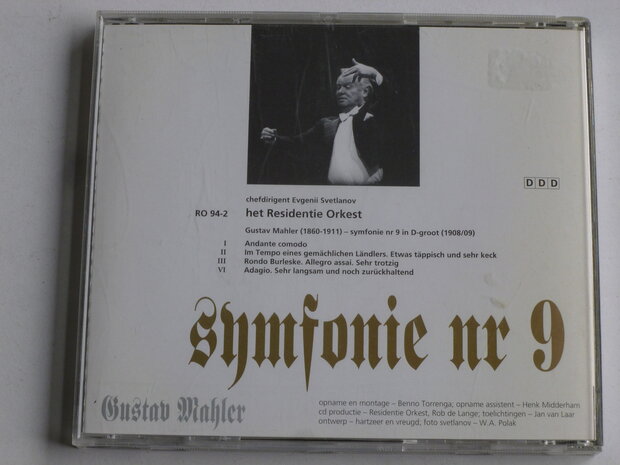 DDD
chefdirigent Evgenii Svetlanov
RO 94-2 het Residentie Orkest
Gustav Mahler (1860-1911) – symfonie nr 9 in D-groot (1908/09)
I Andante comodo
II Im Tempo eines gemächlichen Ländlers. Etwas täppisch und sehr keck
III Rondo Burleske. Allegro assai. Sehr trotzig
VI Adagio. Sehr langsam und noch zurückhaltend
symfonie nr 9
Gustav Mahler
opname en montage – Benno Torrenga; opname assistent – Henk Midderham
cd productie – Residentie Orkest, Rob de Lange; toelichtingen – Jan van Laar
ontwerp – hartzeer en vreugd; foto svetlanov – W.A. Polak